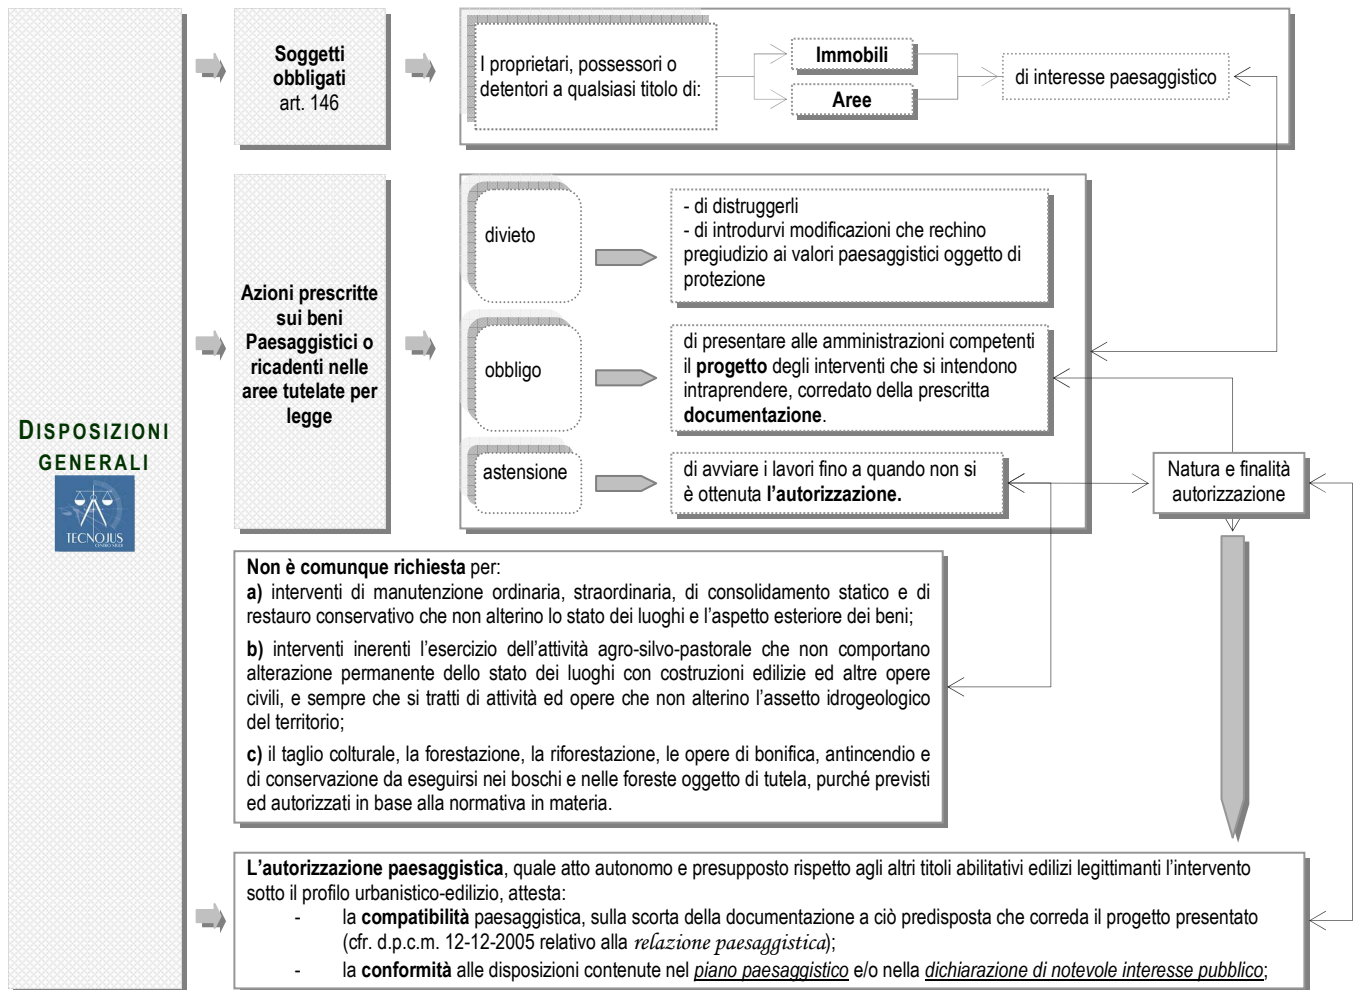 DISPOSIZIONI
GENERALI
TECNOJUS
Soggetti
obbligati
art. 146
I proprietari, possessori o
detentori a qualsiasi titolo di:
Immobili
Aree
di interesse paesaggistico
Azioni prescritte
sui beni
Paesaggistici o
ricadenti nelle
aree tutelate per
legge
divieto
- di distruggerli
- di introdurvi modificazioni che rechino
pregiudizio ai valori paesaggistici oggetto di
protezione
obbligo
di presentare alle amministrazioni competenti
il progetto degli interventi che si intendono
intraprendere, corredato della prescritta
documentazione.
astensione
di avviare i lavori fino a quando non si
è ottenuta l'autorizzazione.
Natura e finalità
autorizzazione
Non è comunque richiesta per:
a) interventi di manutenzione ordinaria, straordinaria, di consolidamento statico e di
restauro conservativo che non alterino lo stato dei luoghi e l'aspetto esteriore dei beni;
b) interventi inerenti l'esercizio dell'attività agro-silvo-pastorale che non comportano
alterazione permanente dello stato dei luoghi con costruzioni edilizie ed altre opere
civili, e sempre che si tratti di attività ed opere che non alterino l'assetto idrogeologico
del territorio;
c) il taglio colturale, la forestazione, la riforestazione, le opere di bonifica, antincendio e
di conservazione da eseguirsi nei boschi e nelle foreste oggetto di tutela, purché previsti
ed autorizzati in base alla normativa in materia.
L'autorizzazione paesaggistica, quale atto autonomo e presupposto rispetto agli altri titoli abilitativi edilizi legittimanti l'intervento
sotto il profilo urbanistico-edilizio, attesta:
- la compatibilità paesaggistica, sulla scorta della documentazione a ciò predisposta che correda il progetto presentato
(cfr. d.p.c.m. 12-12-2005 relativo alla relazione paesaggistica);
- la conformità alle disposizioni contenute nel piano paesaggistico e/o nella dichiarazione di notevole interesse pubblico;